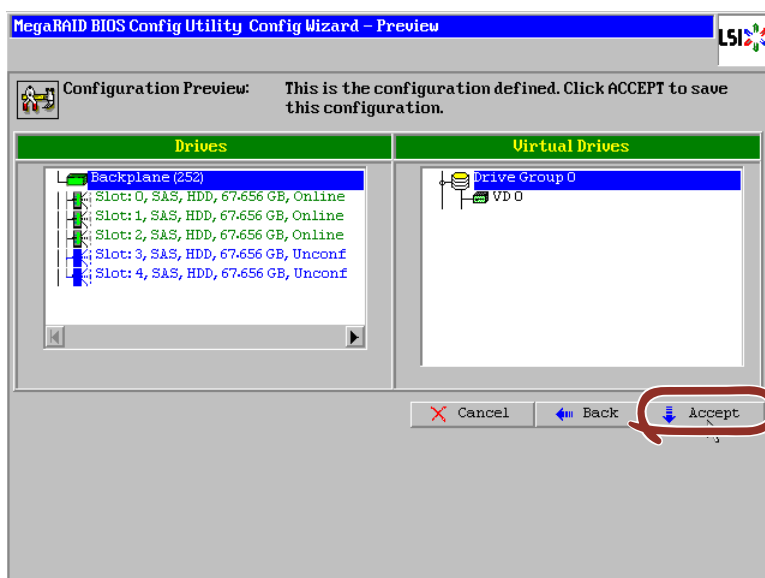 MegaRAID BIOS Config Utility Config Wizard – Preview
LSI
Configuration Preview: This is the configuration defined. Click ACCEPT to save
this configuration.
Drives
Backplane (252)
Slot: 0, SAS, HDD, 67.656 GB, Online
Slot: 1, SAS, HDD, 67.656 GB, Online
Slot: 2, SAS, HDD, 67.656 GB, Online
Slot: 3, SAS, HDD, 67.656 GB, Unconf
Slot: 4, SAS, HDD, 67.656 GB, Unconf
Virtual Drives
Drive Group 0
VD 0
Cancel
Back
Accept